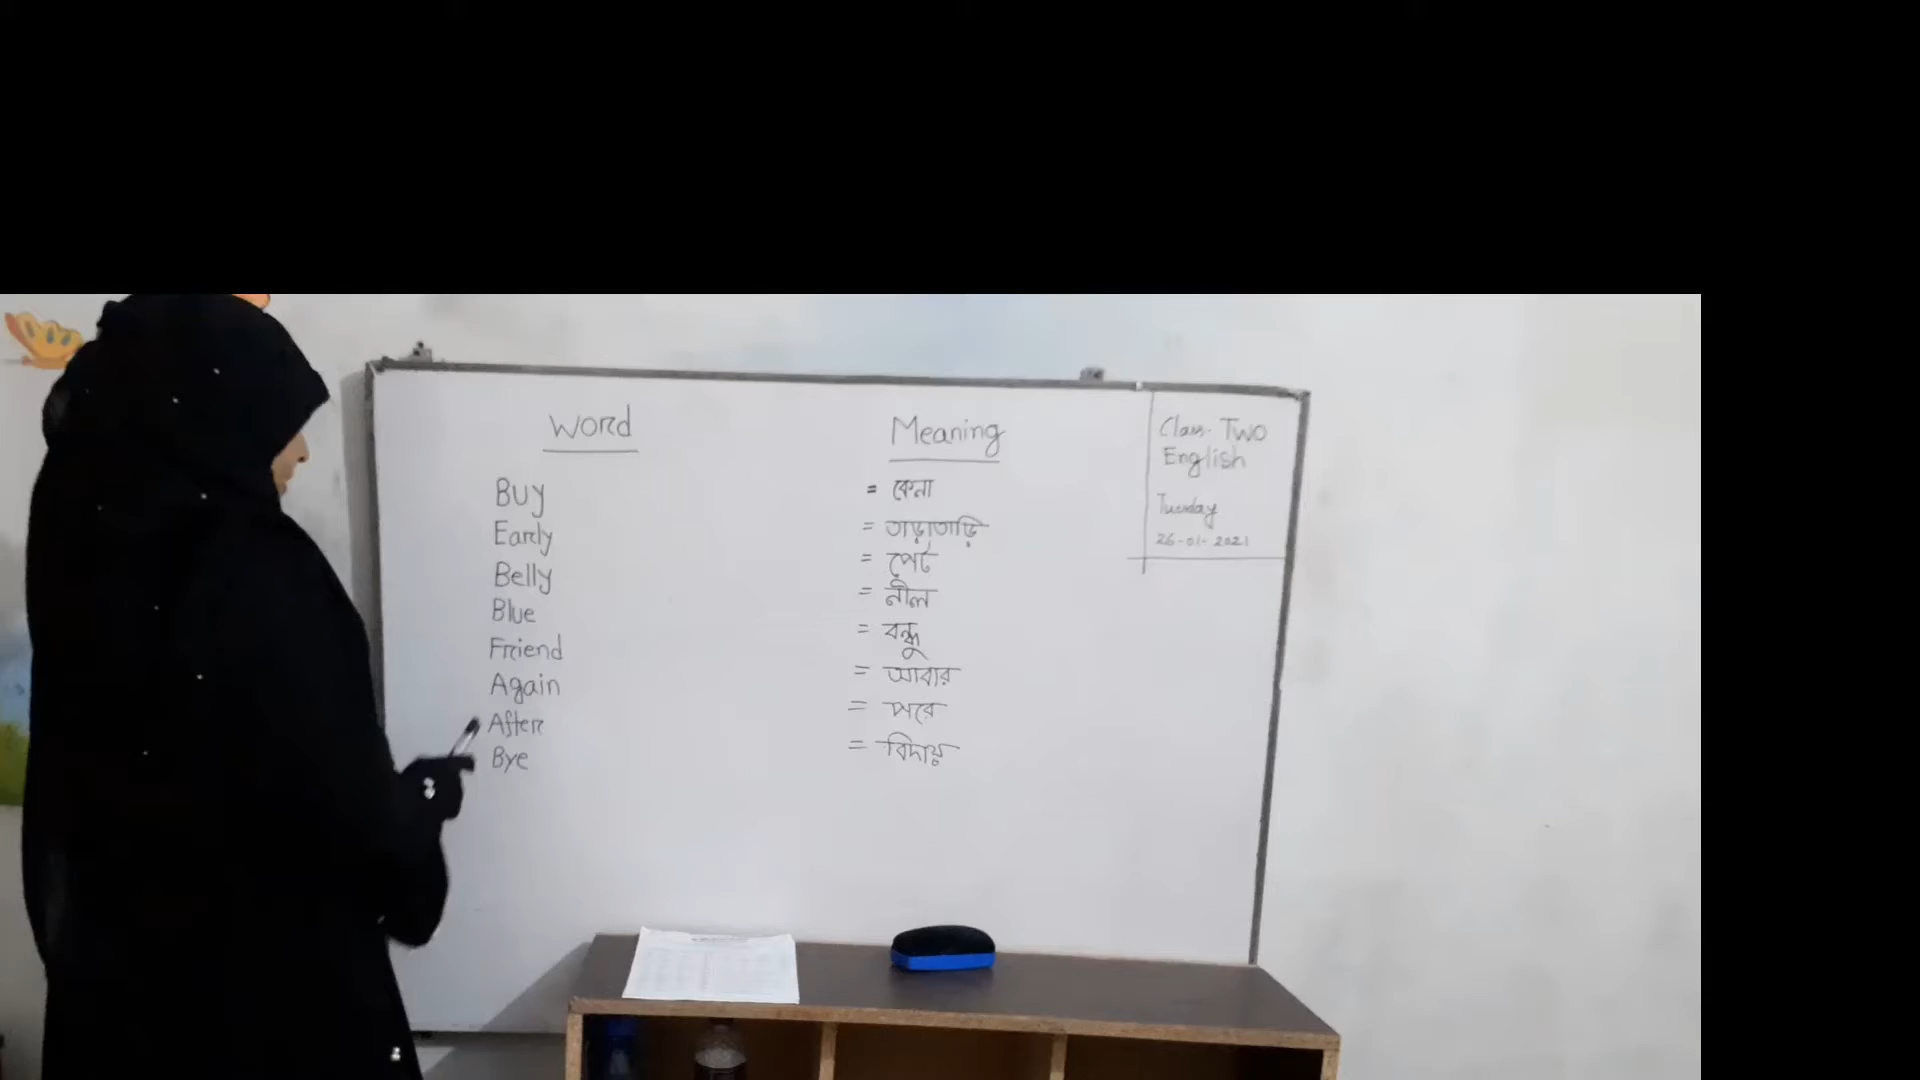 Word Meaning
Buy = কেনা
Early = তাড়াতাড়ি
Belly = পেট
Blue = নীল
Friend = বন্ধু
Again = আবার
After = পরে
Bye = বিদায়
Class- Two
English
Tuesday
26-01-2021